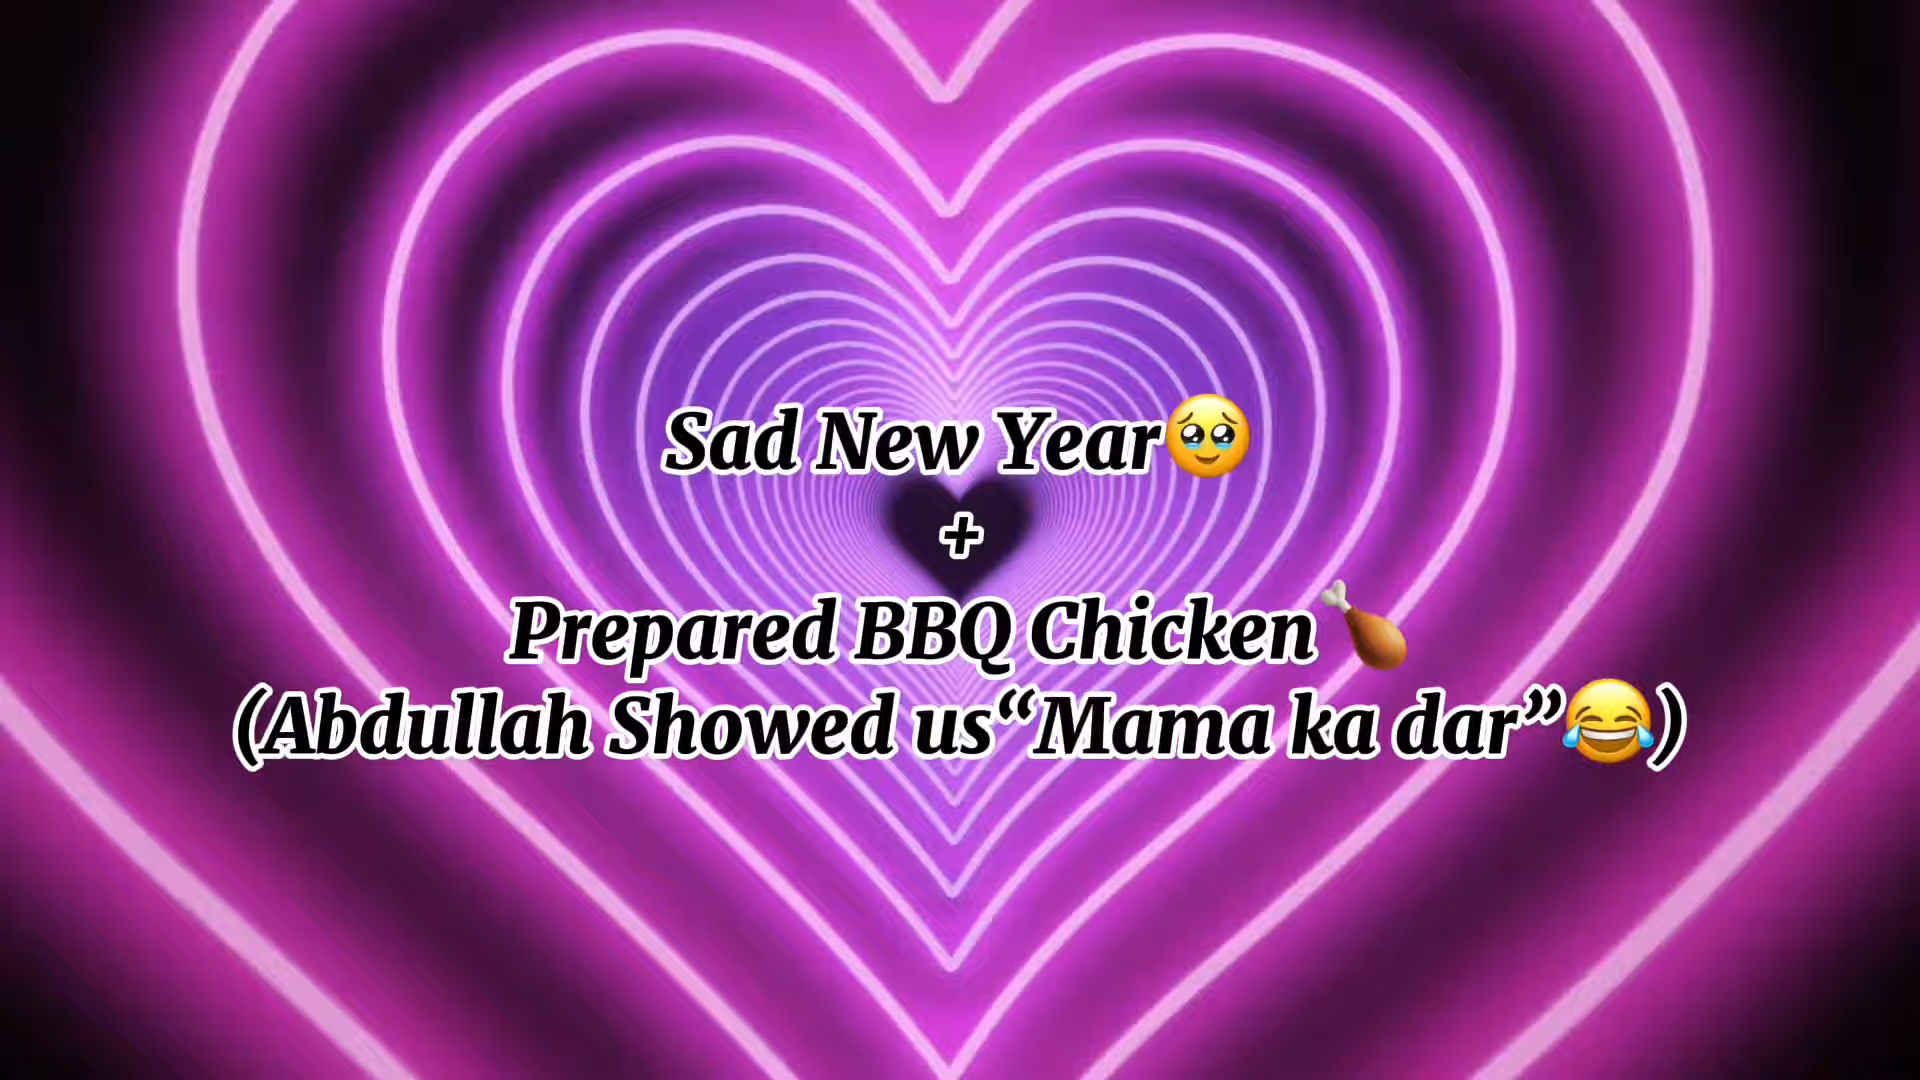 Sad New Year🥹
+
Prepared BBQ Chicken🍗
(Abdullah Showed us“Mama ka dar”😂)